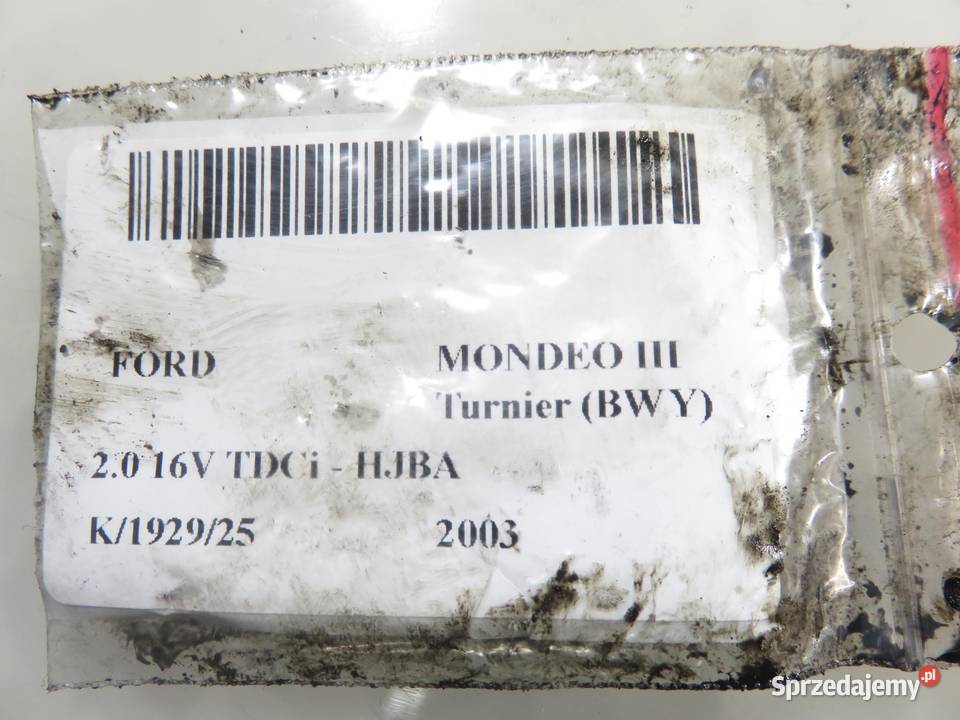 FORD MONDEO III
Turnier (BWY)
2.0 16V TDCi - HJBA
K/1929/25 2003
Sprzedajemy.pl